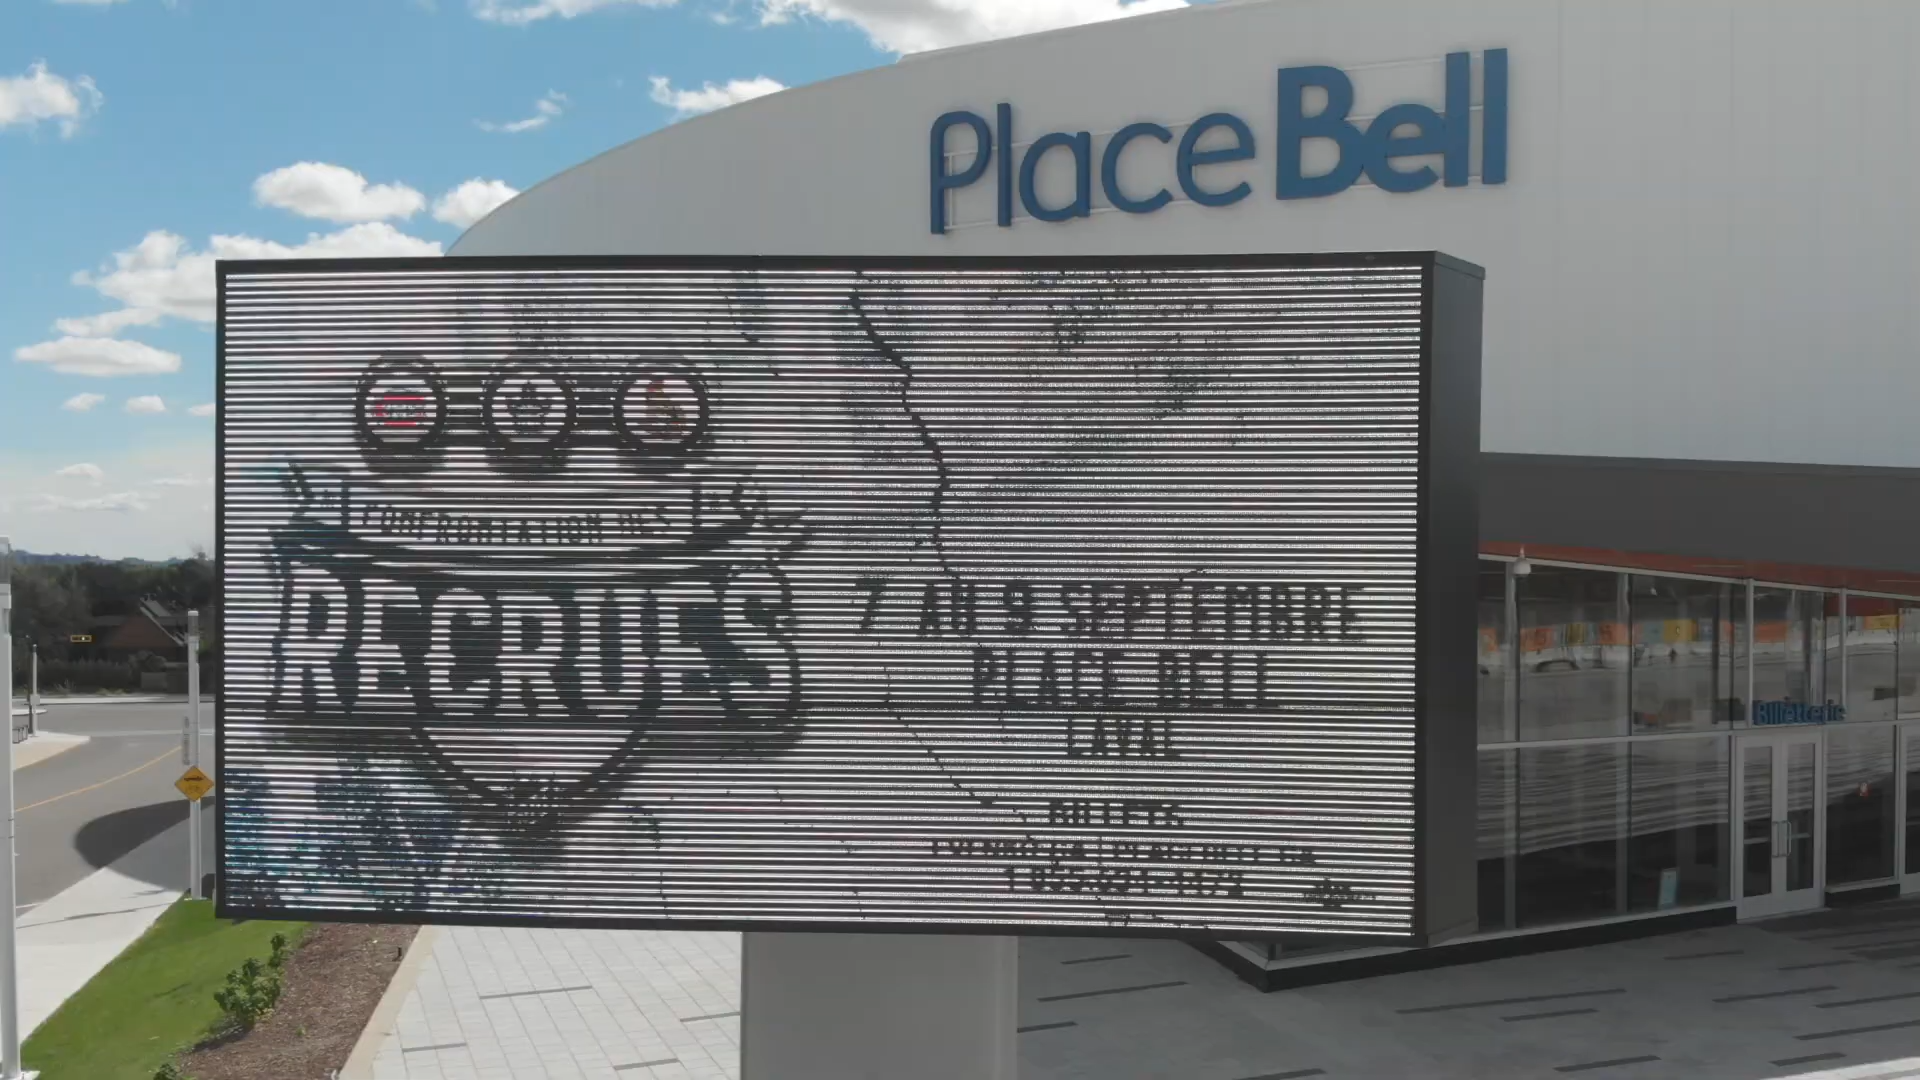 Place Bell
CONFRONTATION DES
RECRUES
7 AU 9 SEPTEMBRE
PLACE BELL
LAVAL
BILLETS
Billetterie